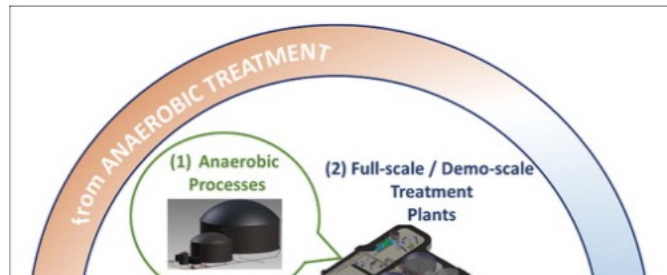 from ANAEROBIC TREATMENT
(1) Anaerobic
Processes
(2) Full-scale / Demo-scale
Treatment
Plants